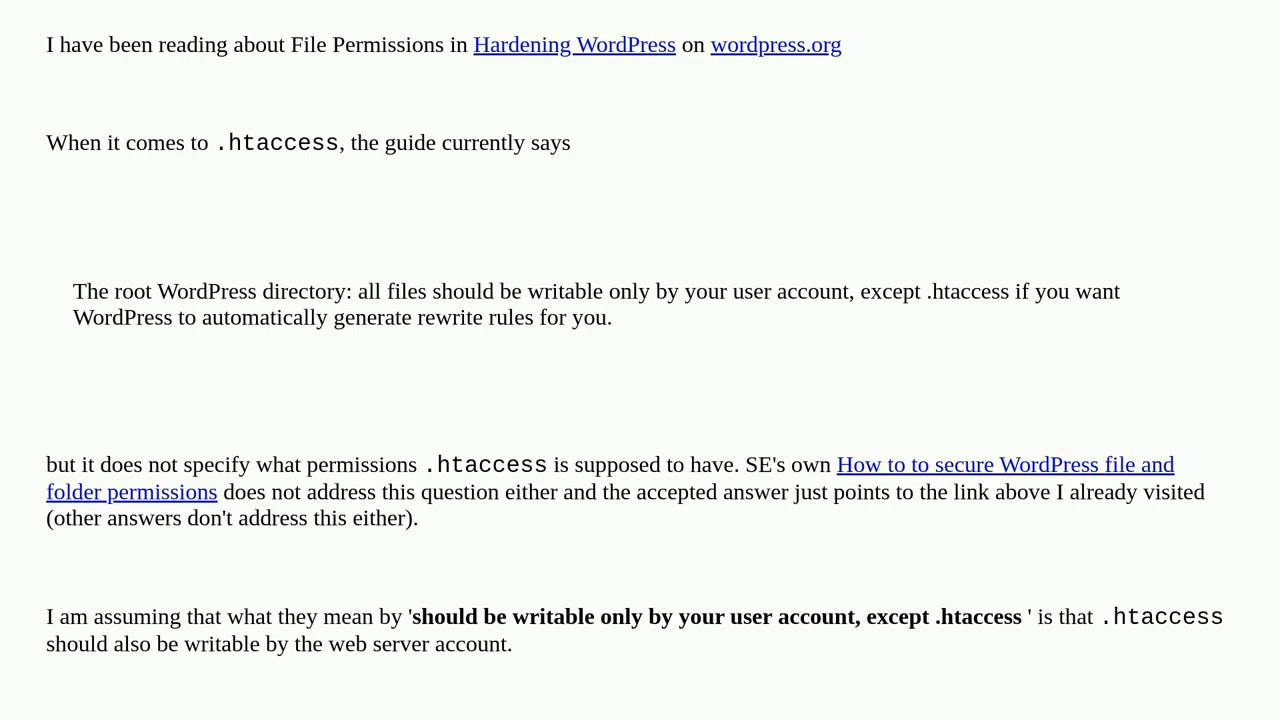 I have been reading about File Permissions in Hardening WordPress on wordpress.org
When it comes to .htaccess, the guide currently says
The root WordPress directory: all files should be writable only by your user account, except .htaccess if you want
WordPress to automatically generate rewrite rules for you.
but it does not specify what permissions .htaccess is supposed to have. SE's own How to to secure WordPress file and
folder permissions does not address this question either and the accepted answer just points to the link above I already visited
(other answers don't address this either).
I am assuming that what they mean by 'should be writable only by your user account, except .htaccess ' is that .htaccess
should also be writable by the web server account.